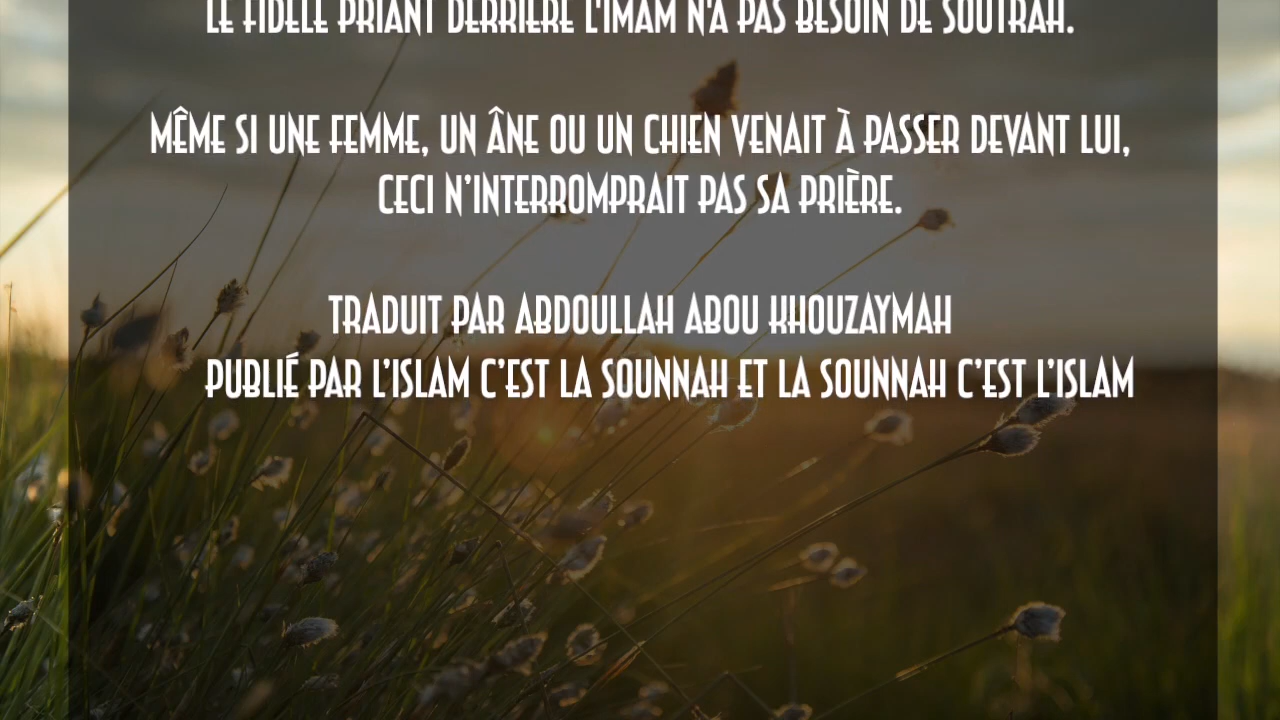 LE FIDÈLE PRIANT DERRIÈRE L'IMAM N'A PAS BESOIN DE SOUTRAH.
MÊME SI UNE FEMME, UN ÂNE OU UN CHIEN VENAIT À PASSER DEVANT LUI,
CECI N'INTERROMPRAIT PAS SA PRIÈRE.
TRADUIT PAR ABDOULLAH ABOU KHOUZAYMAH
PUBLIÉ PAR L'ISLAM C'EST LA SOUNNAH ET LA SOUNNAH C'EST L'ISLAM